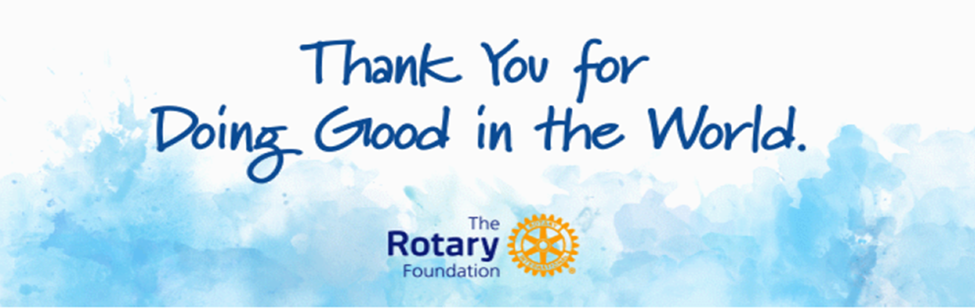 Thank You for
Doing Good in the World.
The
Rotary
Foundation